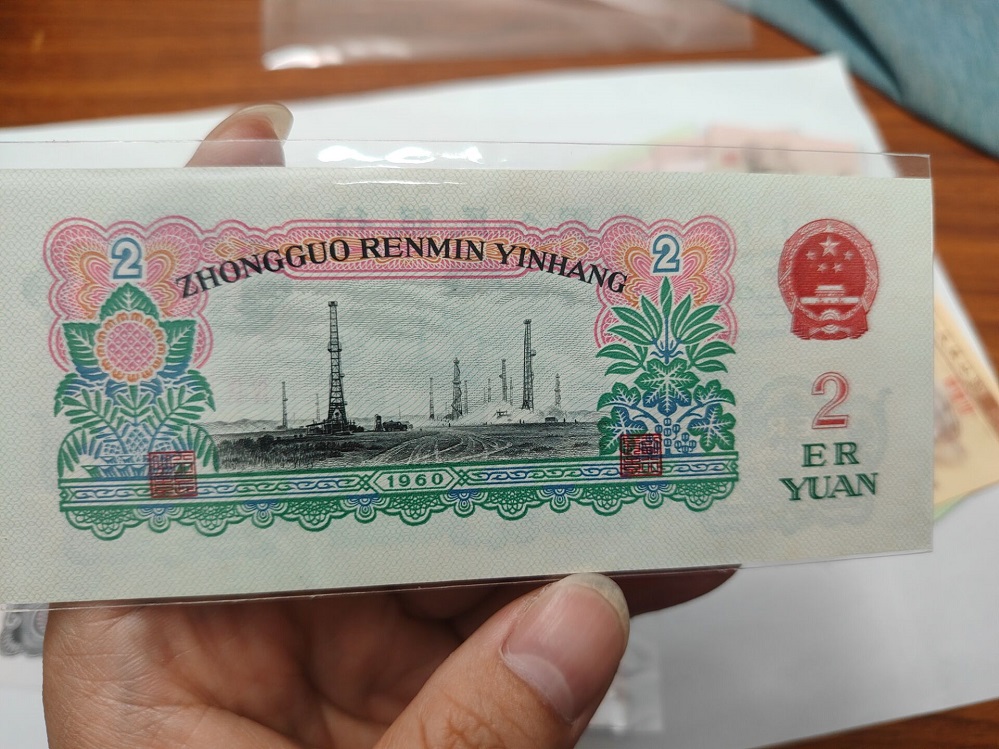 2
2
ZHONGGUO RENMIN YINHANG
2
ER
YUAN
1960